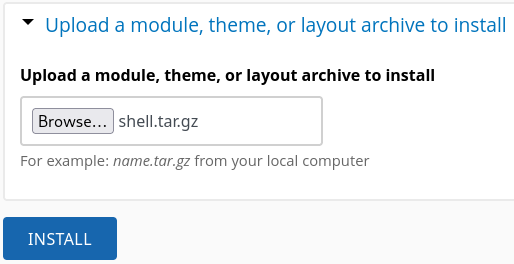 Upload a module, theme, or layout archive to install
Upload a module, theme, or layout archive to install
Browse... shell.tar.gz
For example: name.tar.gz from your local computer
INSTALL